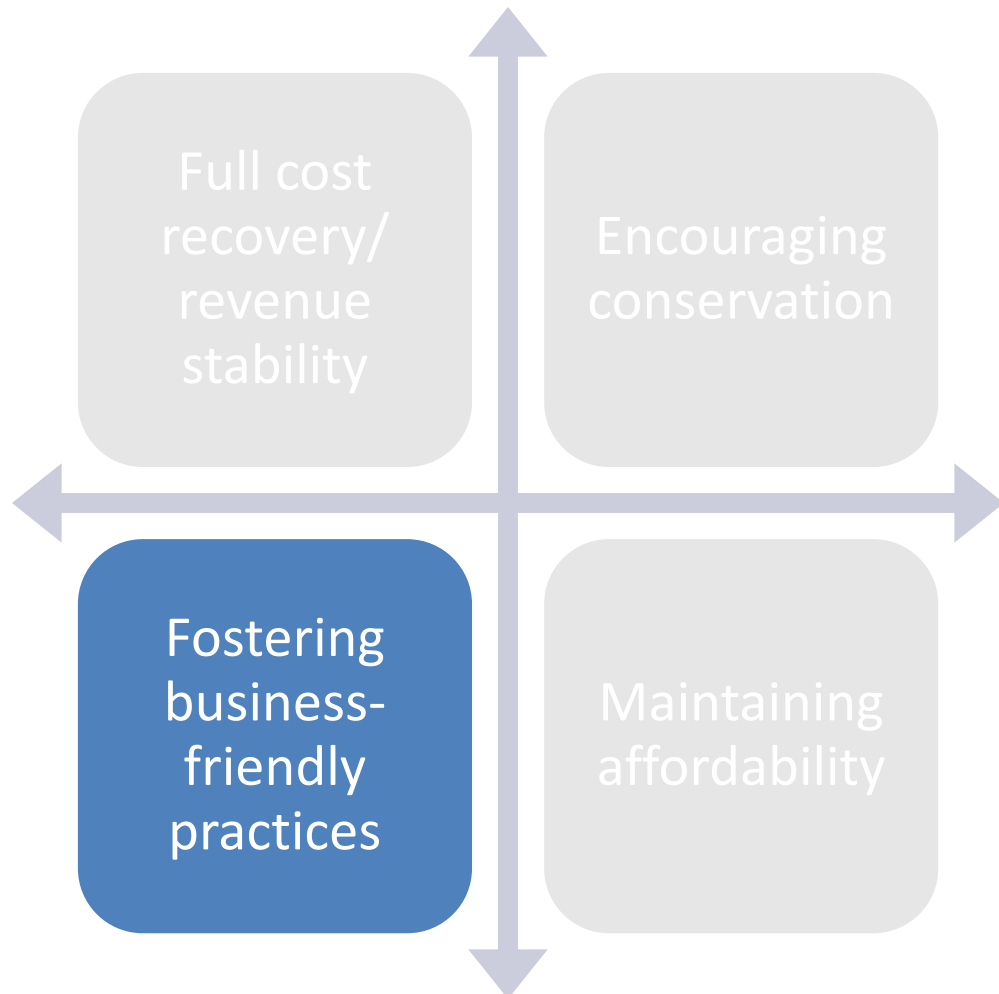 Full cost
recovery/
revenue
stability
Encouraging
conservation
Fostering
business-
friendly
practices
Maintaining
affordability